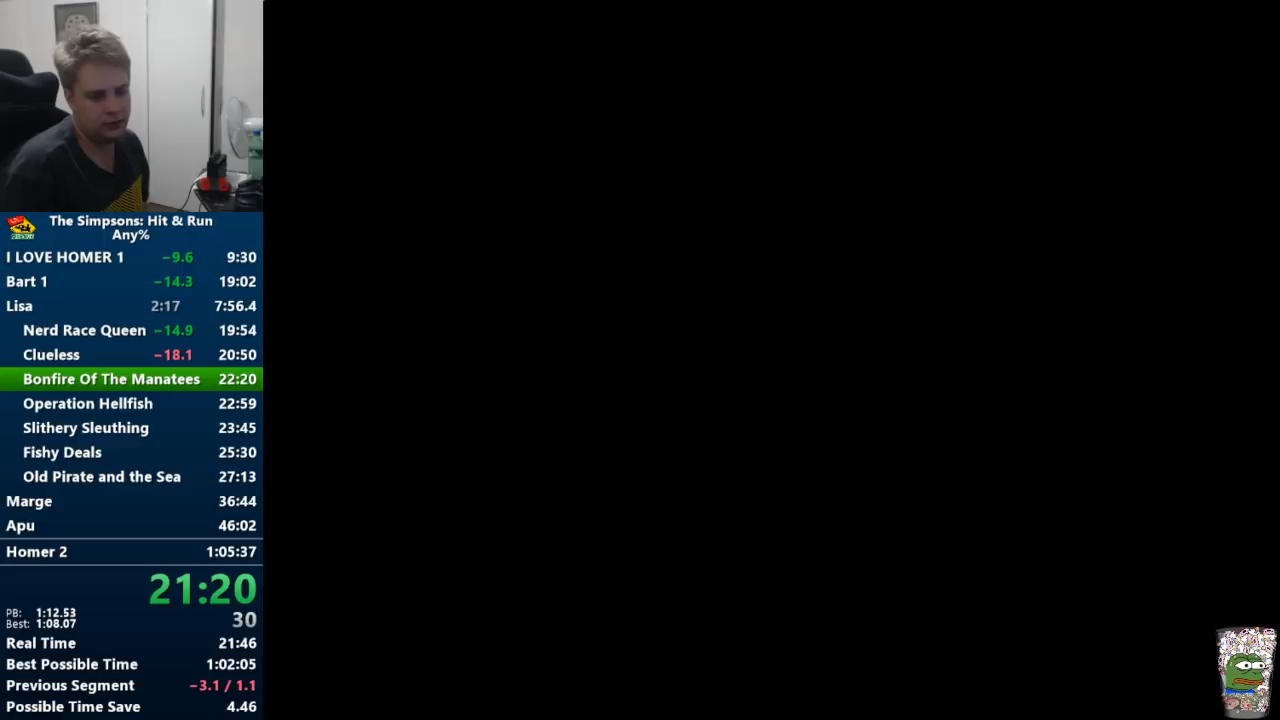 The Simpsons: Hit & Run
Any%
I LOVE HOMER 1 −9.6 9:30
Bart 1 −14.3 19:02
Lisa 2:17 7:56.4
Nerd Race Queen −14.9 19:54
Clueless −18.1 20:50
Bonfire Of The Manatees 22:20
Operation Hellfish 22:59
Slithery Sleuthing 23:45
Fishy Deals 25:30
Old Pirate and the Sea 27:13
Marge 36:44
Apu 46:02
Homer 2 1:05:37
21:20
PB: 1:12.53
Best: 1:08.07 30
Real Time 21:46
Best Possible Time 1:02:05
Previous Segment −3.1 / 1.1
Possible Time Save 4.46